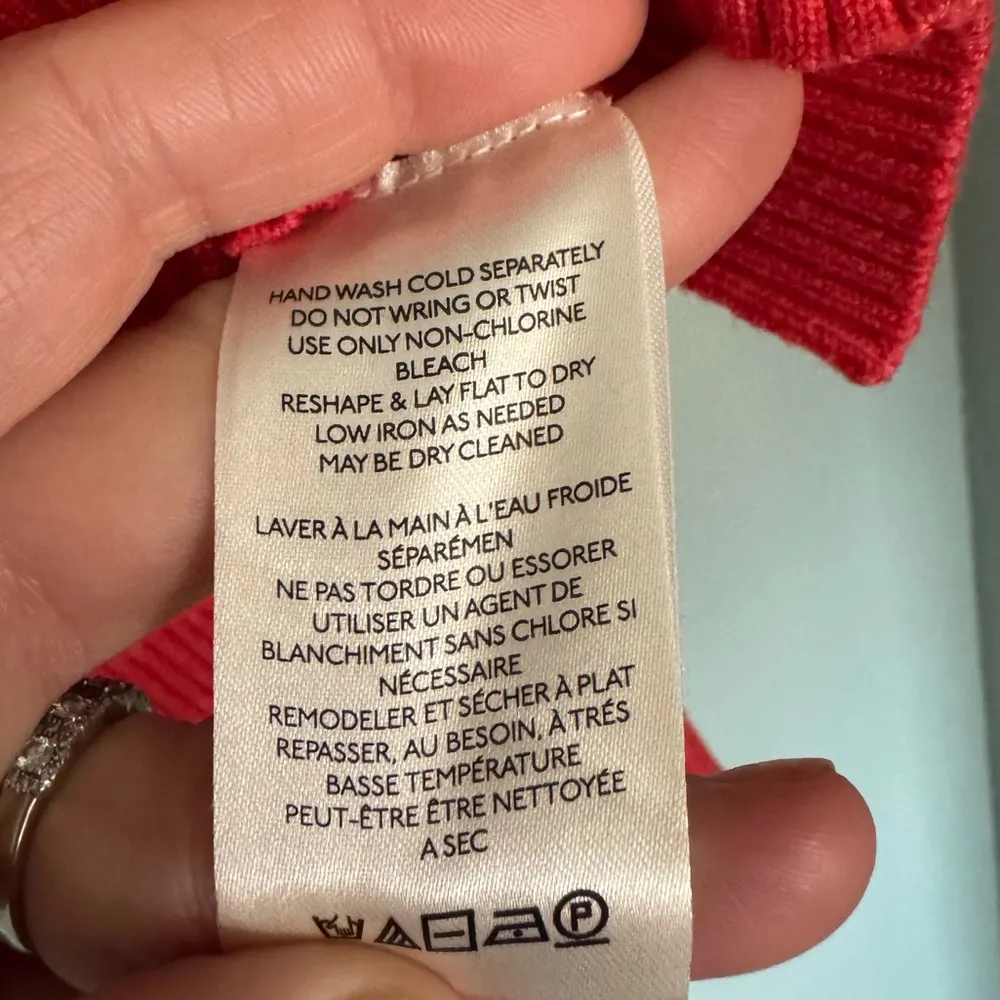 HAND WASH COLD SEPARATELY
DO NOT WRING OR TWIST
USE ONLY NON-CHLORINE
BLEACH
RESHAPE & LAY FLAT TO DRY
LOW IRON AS NEEDED
MAY BE DRY CLEANED
LAVER À LA MAIN À L'EAU FROIDE
SÉPARÉMEN
NE PAS TORDRE OU ESSORER
UTILISER UN AGENT DE
BLANCHIMENT SANS CHLORE SI
NÉCESSAIRE
REMODELER ET SÉCHER À PLAT
REPASSER, AU BESOIN, À TRÉS
BASSE TEMPÉRATURE
PEUT-ÊTRE ÊTRE NETTOYÉE
A SEC
P